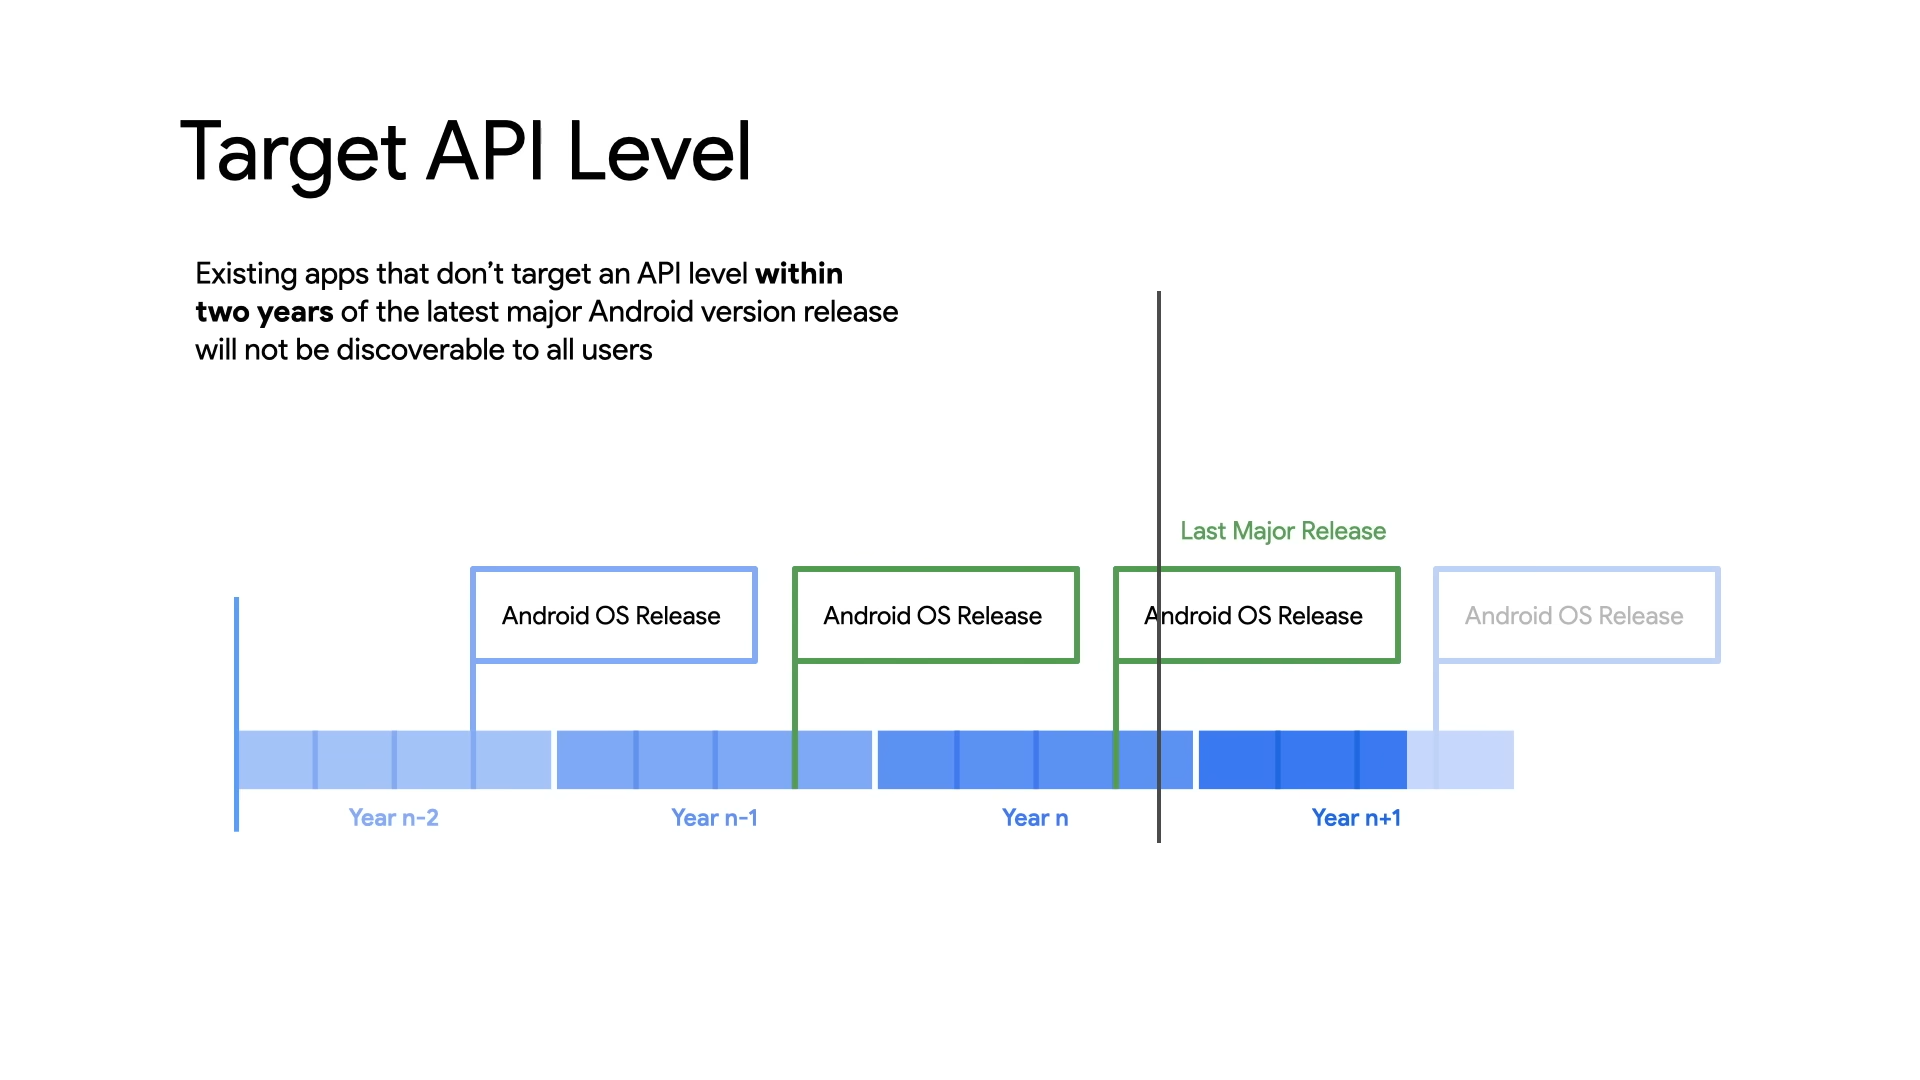 Target API Level
Existing apps that don’t target an API level within
two years of the latest major Android version release
will not be discoverable to all users
Last Major Release
Android OS Release
Android OS Release
Android OS Release
Android OS Release
Year n-2
Year n-1
Year n
Year n+1